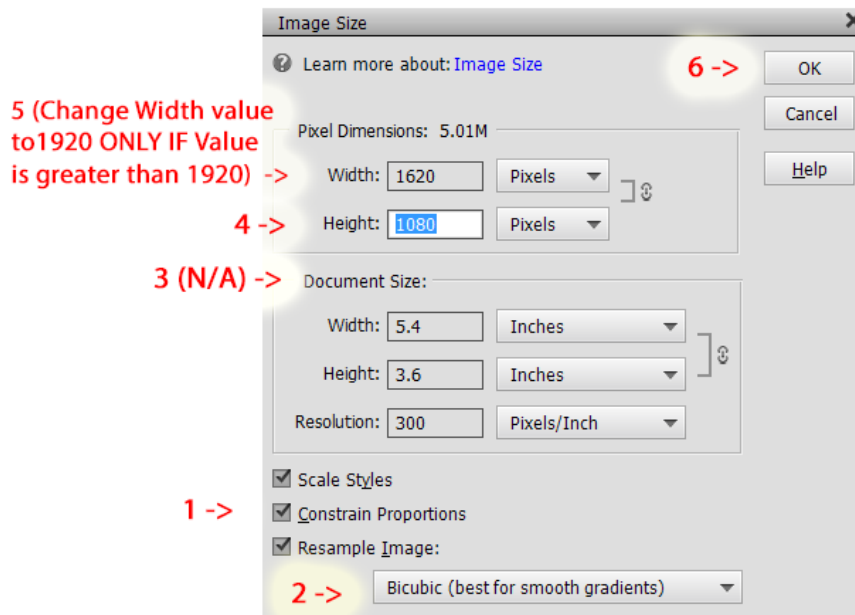 Image Size
Learn more about: Image Size
6 ->
OK
5 (Change Width value
to1920 ONLY IF Value
is greater than 1920) ->
Cancel
Pixel Dimensions: 5.01M
Width: 1620 Pixels
Help
4 -> Height: 1080 Pixels
3 (N/A) -> Document Size:
Width: 5.4 Inches
Height: 3.6 Inches
Resolution: 300 Pixels/Inch
Scale Styles
1 -> Constrain Proportions
Resample Image:
2 -> Bicubic (best for smooth gradients)